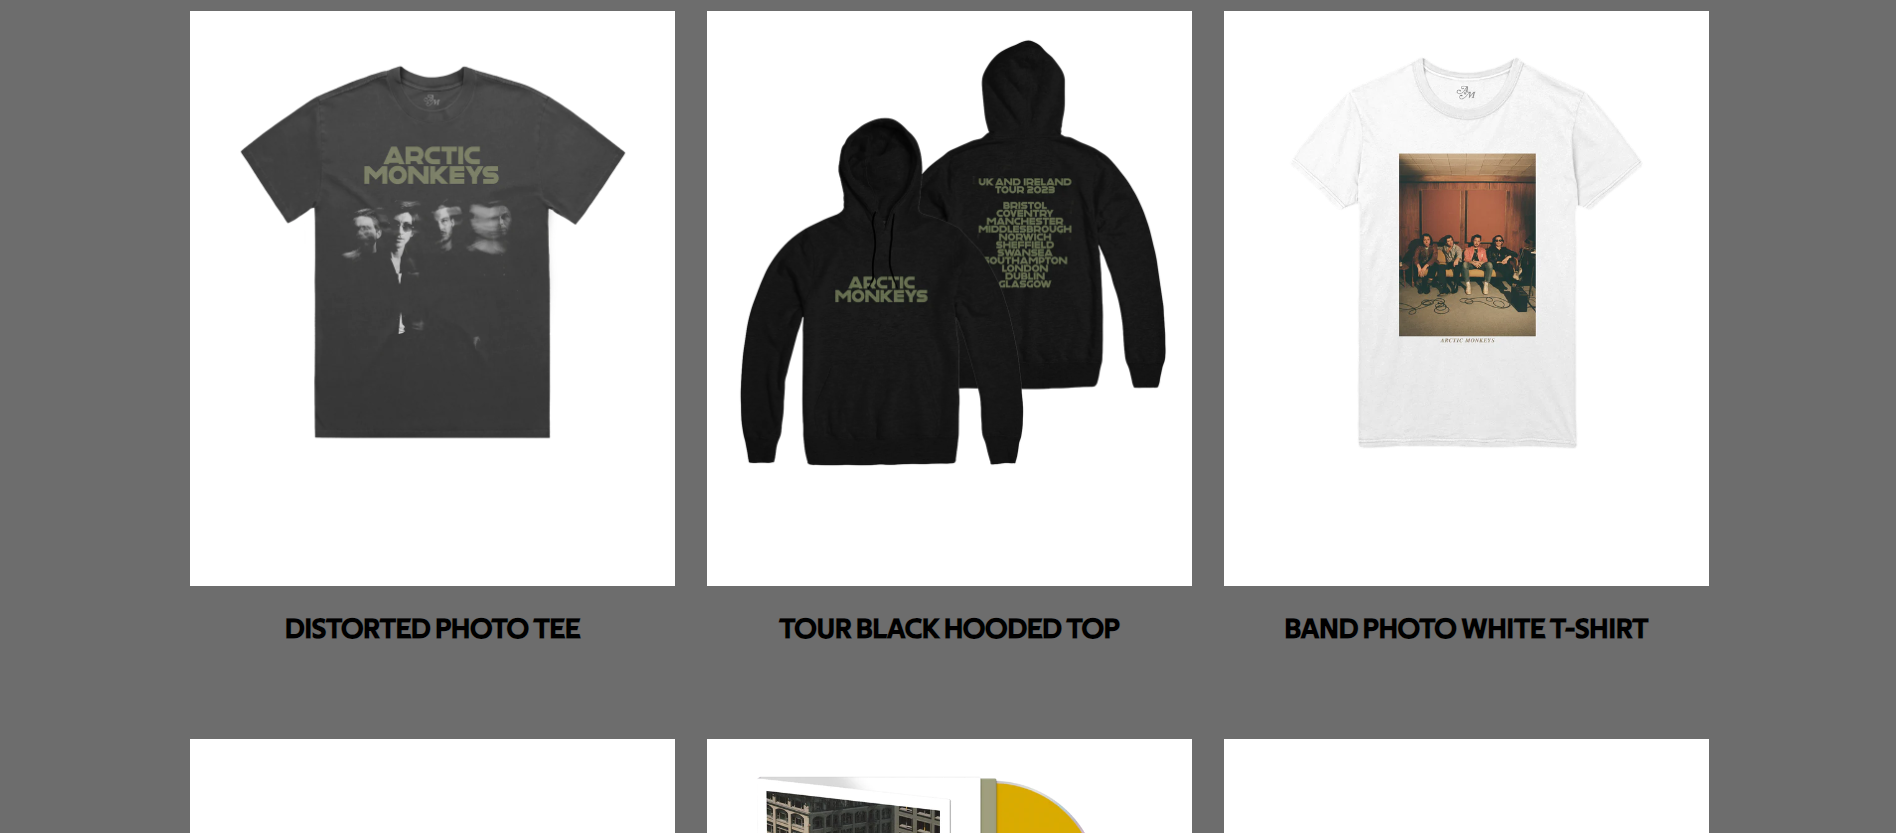 ARCTIC
MONKEYS
ARCTIC
MONKEYS
UK AND IRELAND
TOUR 2023
BRISTOL
COVENTRY
MANCHESTER
MIDDLESBROUGH
NORWICH
SHEFFIELD
SWANSEA
SOUTHAMPTON
LONDON
DUBLIN
GLASGOW
AM
ARCTIC MONKEYS
DISTORTED PHOTO TEE
TOUR BLACK HOODED TOP
BAND PHOTO WHITE T-SHIRT